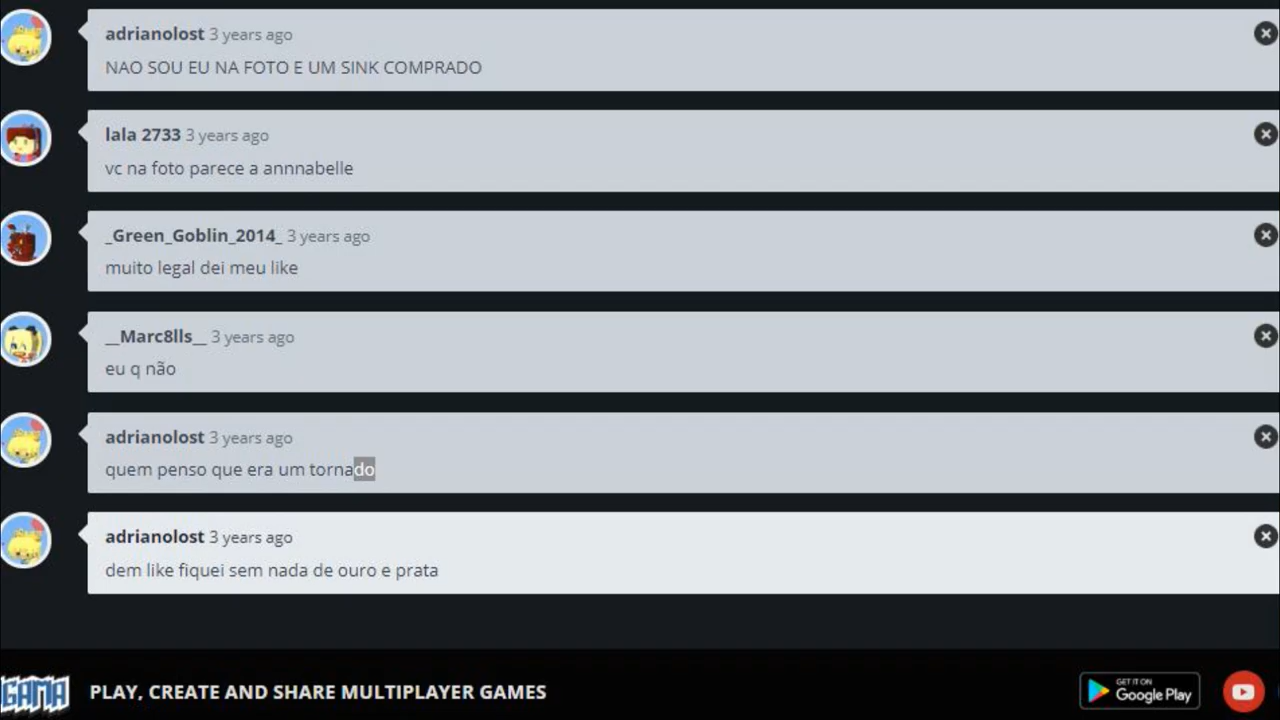 adrianolost 3 years ago
NAO SOU EU NA FOTO E UM SINK COMPRADO
lala 2733 3 years ago
vc na foto parece a annnabelle
_Green_Goblin_2014_ 3 years ago
muito legal dei meu like
__Marc8lls__ 3 years ago
eu q não
adrianolost 3 years ago
quem penso que era um tornado
adrianolost 3 years ago
dem like fiquei sem nada de ouro e prata
GAMA PLAY, CREATE AND SHARE MULTIPLAYER GAMES
GET IT ON
Google Play